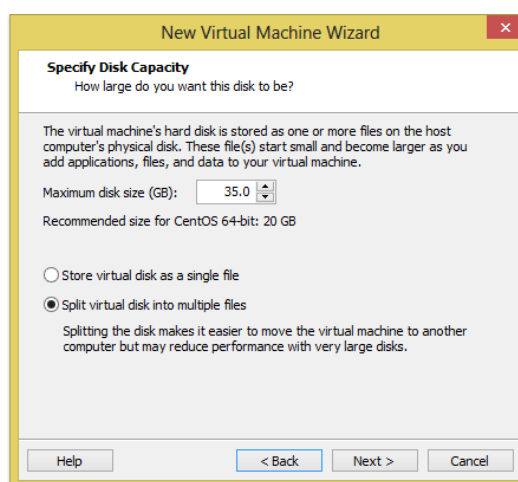 New Virtual Machine Wizard
Specify Disk Capacity
How large do you want this disk to be?
The virtual machine's hard disk is stored as one or more files on the host
computer's physical disk. These file(s) start small and become larger as you
add applications, files, and data to your virtual machine.
Maximum disk size (GB): 35.0
Recommended size for CentOS 64-bit: 20 GB
Store virtual disk as a single file
Split virtual disk into multiple files
Splitting the disk makes it easier to move the virtual machine to another
computer but may reduce performance with very large disks.
Help < Back Next > Cancel